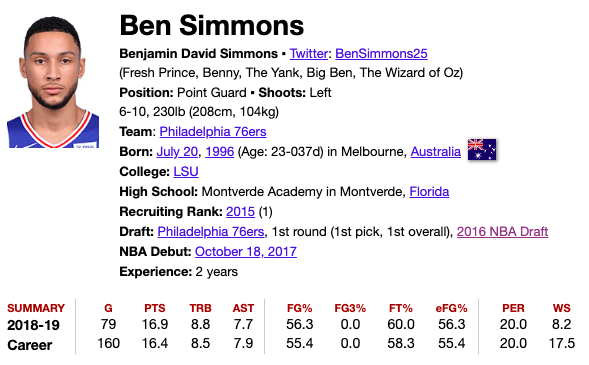 Ben Simmons
Benjamin David Simmons ▪ Twitter: BenSimmons25
(Fresh Prince, Benny, The Yank, Big Ben, The Wizard of Oz)
Position: Point Guard ▪ Shoots: Left
6-10, 230lb (208cm, 104kg)
Team: Philadelphia 76ers
Born: July 20, 1996 (Age: 23-037d) in Melbourne, Australia
College: LSU
High School: Montverde Academy in Montverde, Florida
Recruiting Rank: 2015 (1)
Draft: Philadelphia 76ers, 1st round (1st pick, 1st overall), 2016 NBA Draft
NBA Debut: October 18, 2017
Experience: 2 years
SUMMARY G PTS TRB AST FG% FG3% FT% eFG% PER WS
2018-19 79 16.9 8.8 7.7 56.3 0.0 60.0 56.3 20.0 8.2
Career 160 16.4 8.5 7.9 55.4 0.0 58.3 55.4 20.0 17.5